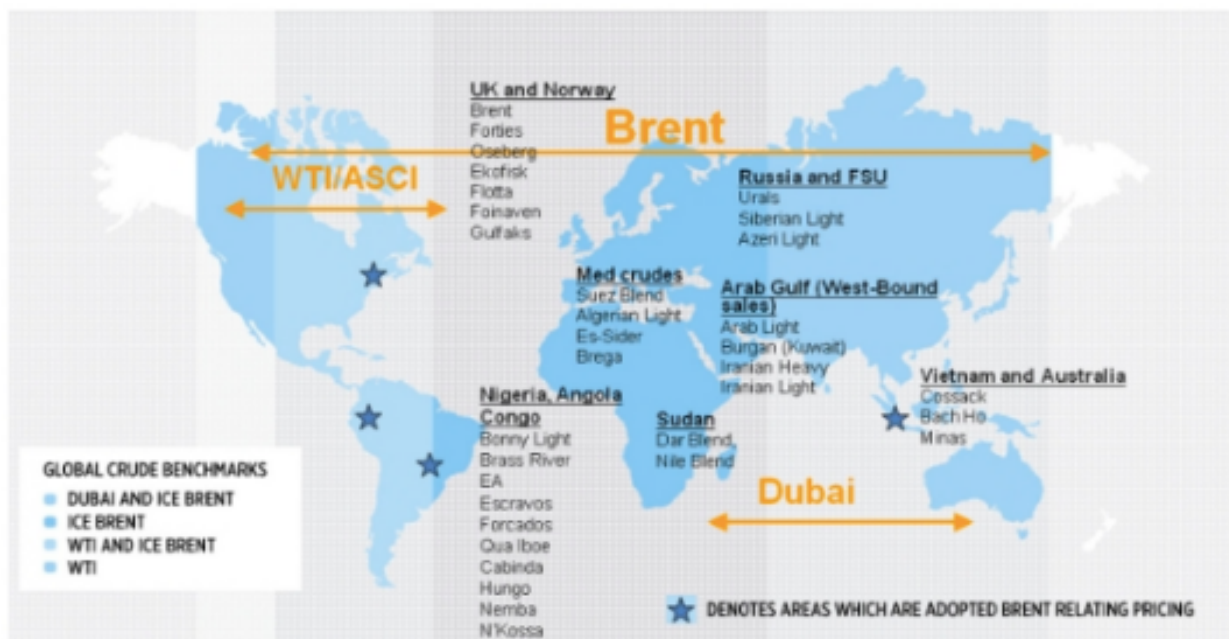 UK and Norway
Brent
Forties
Oseberg
Ekofisk
Flotta
Foinaven
Gulfaks
Brent
WTI/ASCI
Russia and FSU
Urals
Siberian Light
Azeri Light
Med crudes
Suez Blend
Algerian Light
Es-Sider
Brega
Arab Gulf (West-Bound
sales)
Arab Light
Burgan (Kuwait)
Iranian Heavy
Iranian Light
Vietnam and Australia
Cossack
Bach Ho
Minas
Nigeria, Angola
Congo
Bonny Light
Brass River
EA
Escravos
Forcados
Qua Iboe
Cabinda
Hungo
Nemba
N'Kossa
Sudan
Dar Blend
Nile Blend
Dubai
GLOBAL CRUDE BENCHMARKS
DUBAI AND ICE BRENT
ICE BRENT
WTI AND ICE BRENT
WTI
DENOTES AREAS WHICH ARE ADOPTED BRENT RELATING PRICING